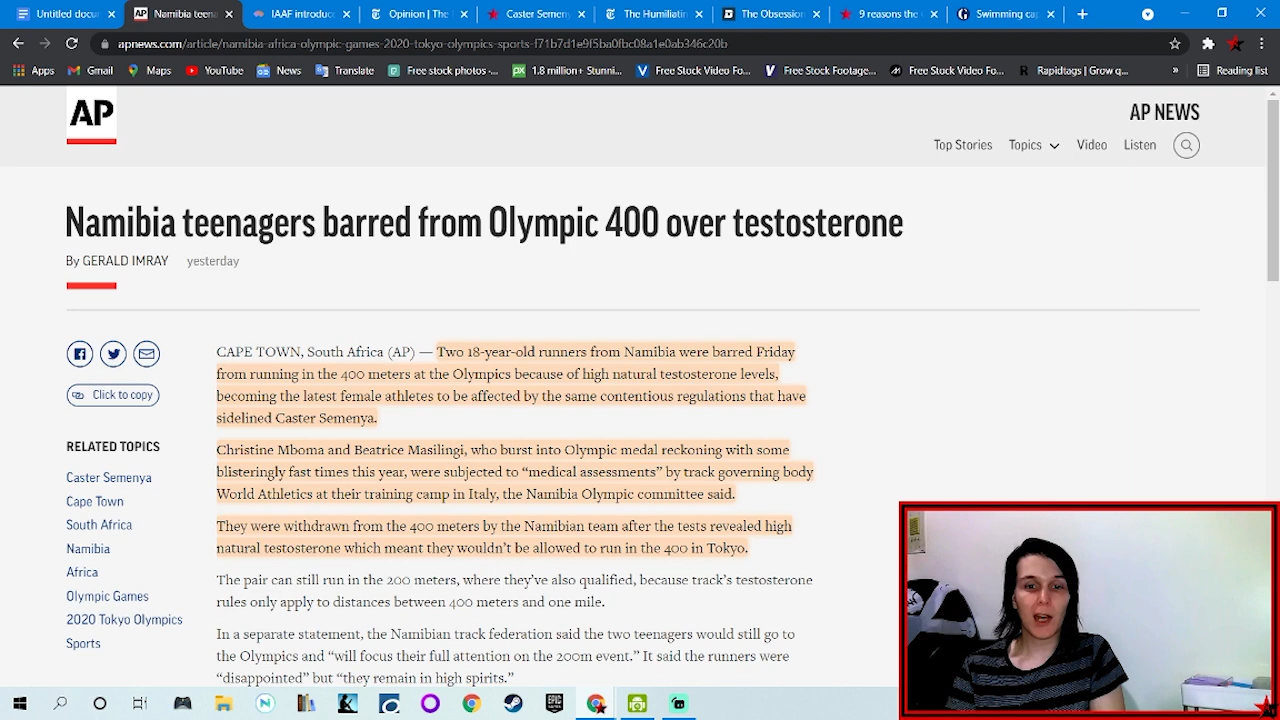 Untitled docum
Namibia teena
IAAF introduc
Opinion | The
Caster Semen
The Humiliatin
The Obsession
9 reasons the
Swimming cap
apnews.com/article/namibia-africa-olympic-games-2020-tokyo-olympics-sports-f71b7d1e9f5ba0fbc08a1e0ab346c20b
Apps
Gmail
Maps
YouTube
News
Translate
Free stock photos -...
1.8 million+ Stunni...
Free Stock Video Fo...
Free Stock Footage...
Free Stock Video Fo...
Rapidtags | Grow q...
»
Reading list
AP
AP NEWS
Top Stories
Topics
Video
Listen
Namibia teenagers barred from Olympic 400 over testosterone
By GERALD IMRAY yesterday
Click to copy
RELATED TOPICS
Caster Semenya
Cape Town
South Africa
Namibia
Africa
Olympic Games
2020 Tokyo Olympics
Sports
CAPE TOWN, South Africa (AP) — Two 18-year-old runners from Namibia were barred Friday
from running in the 400 meters at the Olympics because of high natural testosterone levels,
becoming the latest female athletes to be affected by the same contentious regulations that have
sidelined Caster Semenya.
Christine Mboma and Beatrice Masilingi, who burst into Olympic medal reckoning with some
blisteringly fast times this year, were subjected to “medical assessments” by track governing body
World Athletics at their training camp in Italy, the Namibia Olympic committee said.
They were withdrawn from the 400 meters by the Namibian team after the tests revealed high
natural testosterone which meant they wouldn’t be allowed to run in the 400 in Tokyo.
The pair can still run in the 200 meters, where they’ve also qualified, because track’s testosterone
rules only apply to distances between 400 meters and one mile.
In a separate statement, the Namibian track federation said the two teenagers would still go to
the Olympics and “will focus their full attention on the 200m event.” It said the runners were
“disappointed” but “they remain in high spirits.”